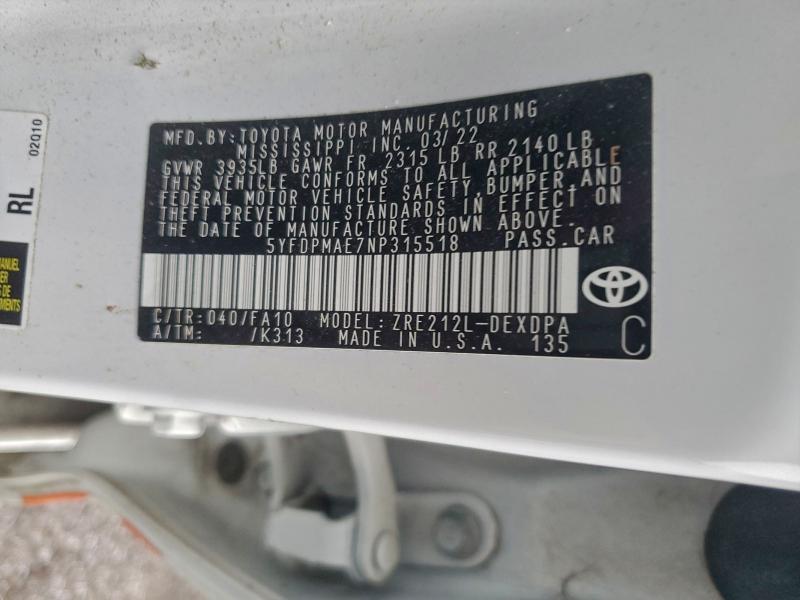 MFD.BY:TOYOTA MOTOR MANUFACTURING
MISSISSIPPI INC. 03/22
GVWR 3935LB GAWR FR 2315 LB RR 2140 LB
THIS VEHICLE CONFORMS TO ALL APPLICABLE
FEDERAL MOTOR VEHICLE SAFETY, BUMPER, AND
THEFT PREVENTION STANDARDS IN EFFECT ON
THE DATE OF MANUFACTURE SHOWN ABOVE.
5YFDPMAE7NP315518 PASS.CAR
C/TR:040/FA10 MODEL:ZRE212L-DEXDPA
A/TM: /K313 MADE IN U.S.A. 135
C
RL
02Q10